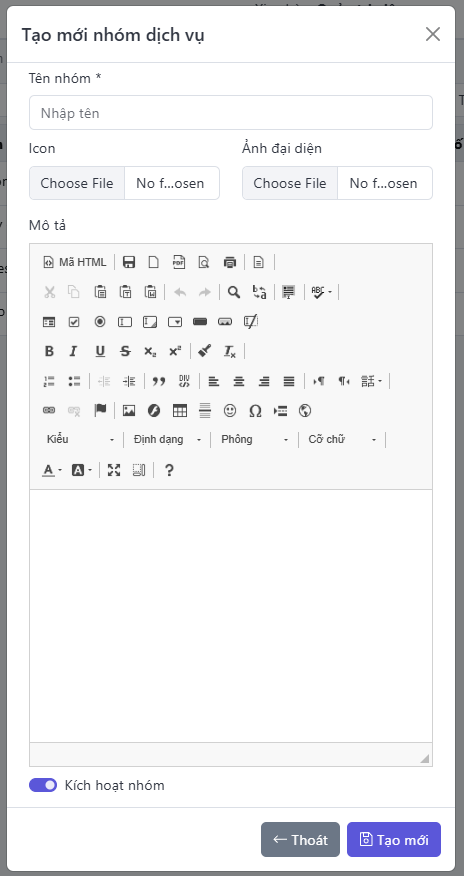 Tạo mới nhóm dịch vụ
Tên nhóm *
Nhập tên
Icon
Ảnh đại diện
Choose File No f...osen
Choose File No f...osen
Mô tả
Mã HTML
Kiểu Định dạng Phông Cỡ chữ
Kích hoạt nhóm
Thoát
Tạo mới